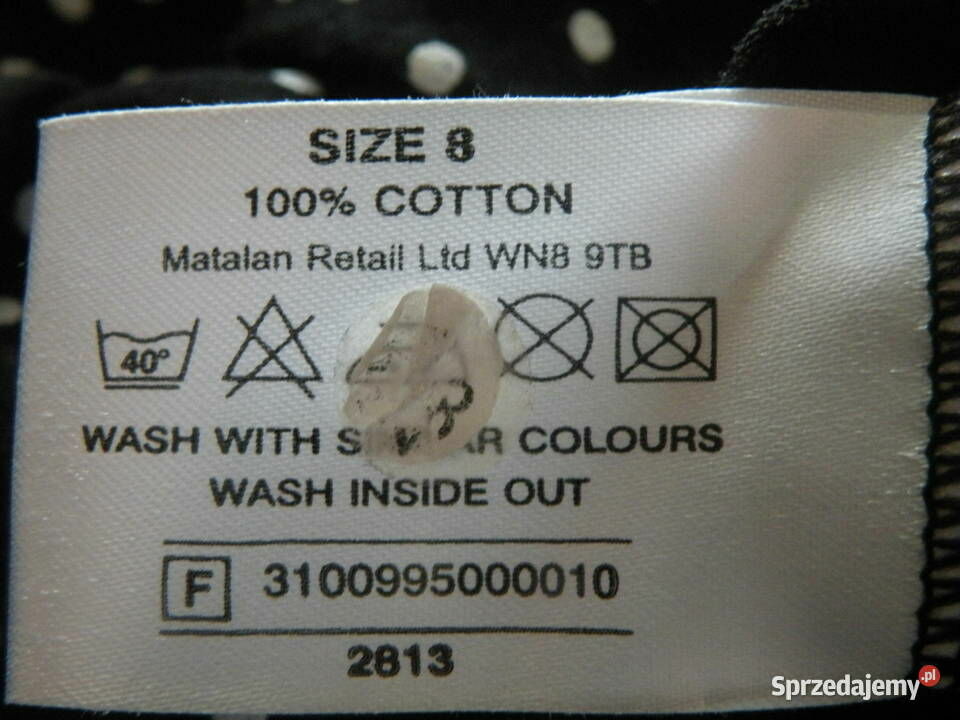 SIZE 8
100% COTTON
Matalan Retail Ltd WN8 9TB
40°
WASH WITH COLOURS
WASH INSIDE OUT
F 3100995000010
2813
Sprzedajemy.pl